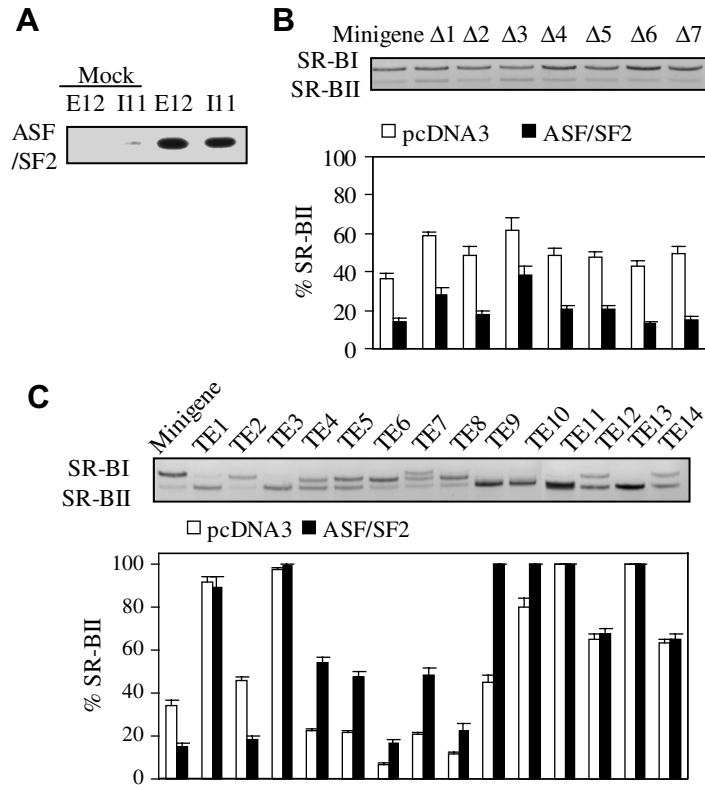 A
Mock
E12 I11 E12 I11
ASF
/SF2
B
Minigene Δ1 Δ2 Δ3 Δ4 Δ5 Δ6 Δ7
SR-BI
SR-BII
pcDNA3 ASF/SF2
% SR-BII
100
80
60
40
20
0
C
Minigene TE1 TE2 TE3 TE4 TE5 TE6 TE7 TE8 TE9 TE10 TE11 TE12 TE13 TE14
SR-BI
SR-BII
pcDNA3 ASF/SF2
% SR-BII
100
80
60
40
20
0